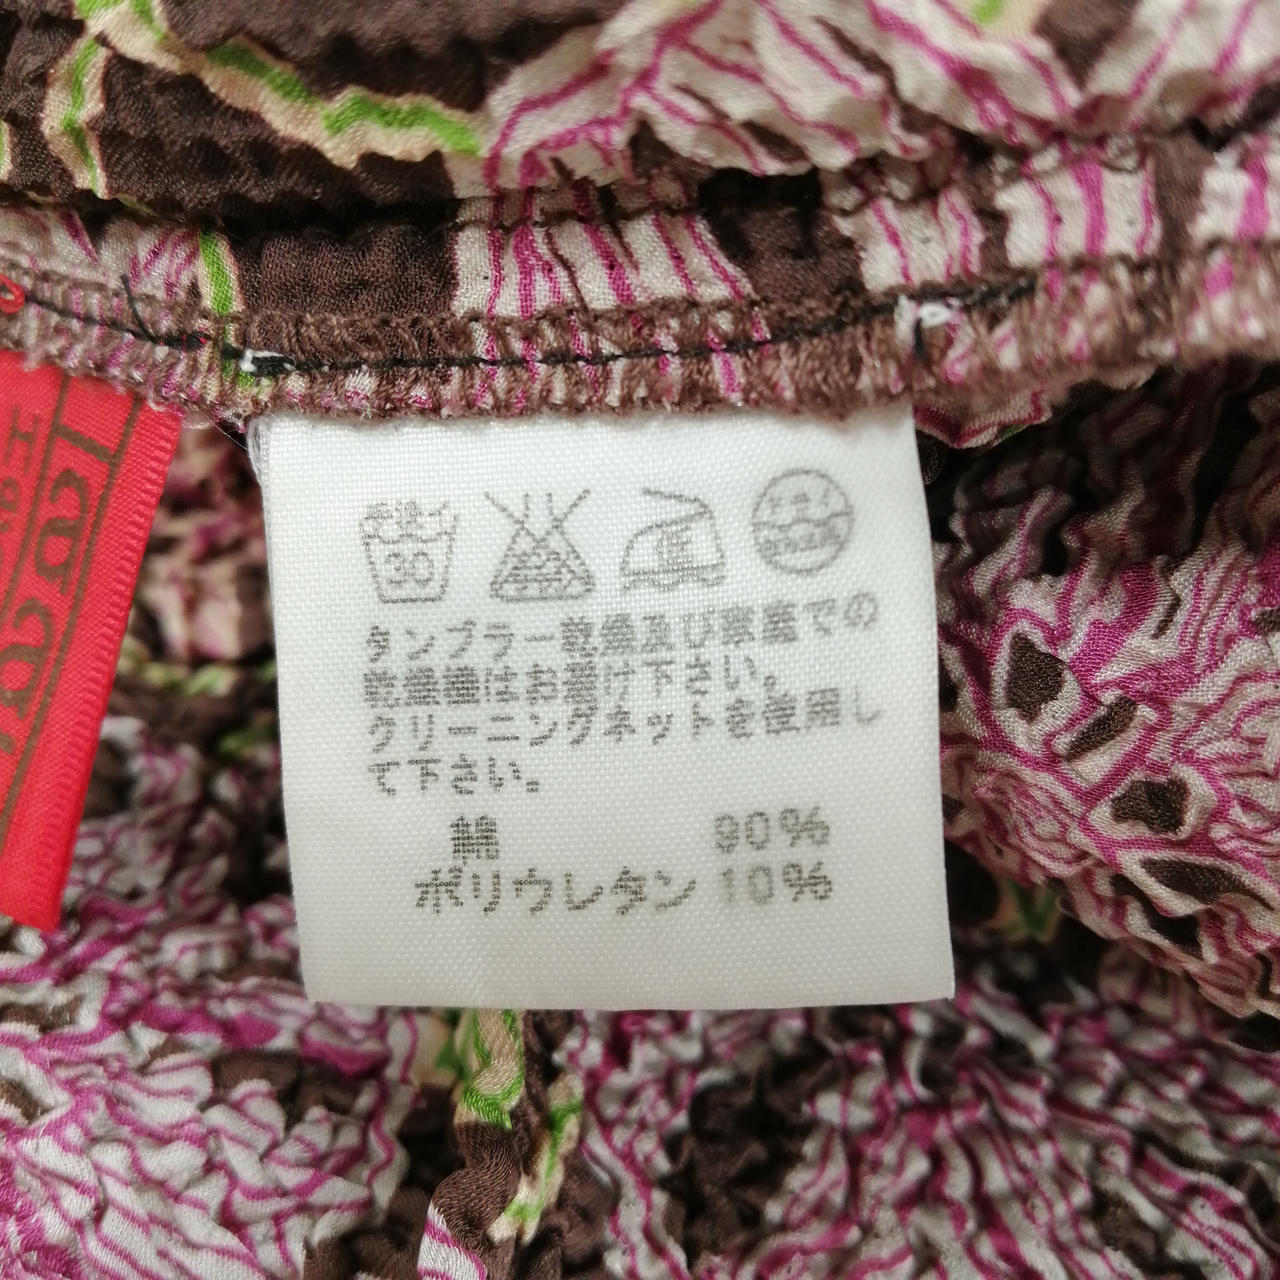 30
タンブラー乾燥及び家庭での
乾燥機はお避け下さい。
クリーニングネットを使用し
て下さい。
綿 90%
ポリウレタン 10%